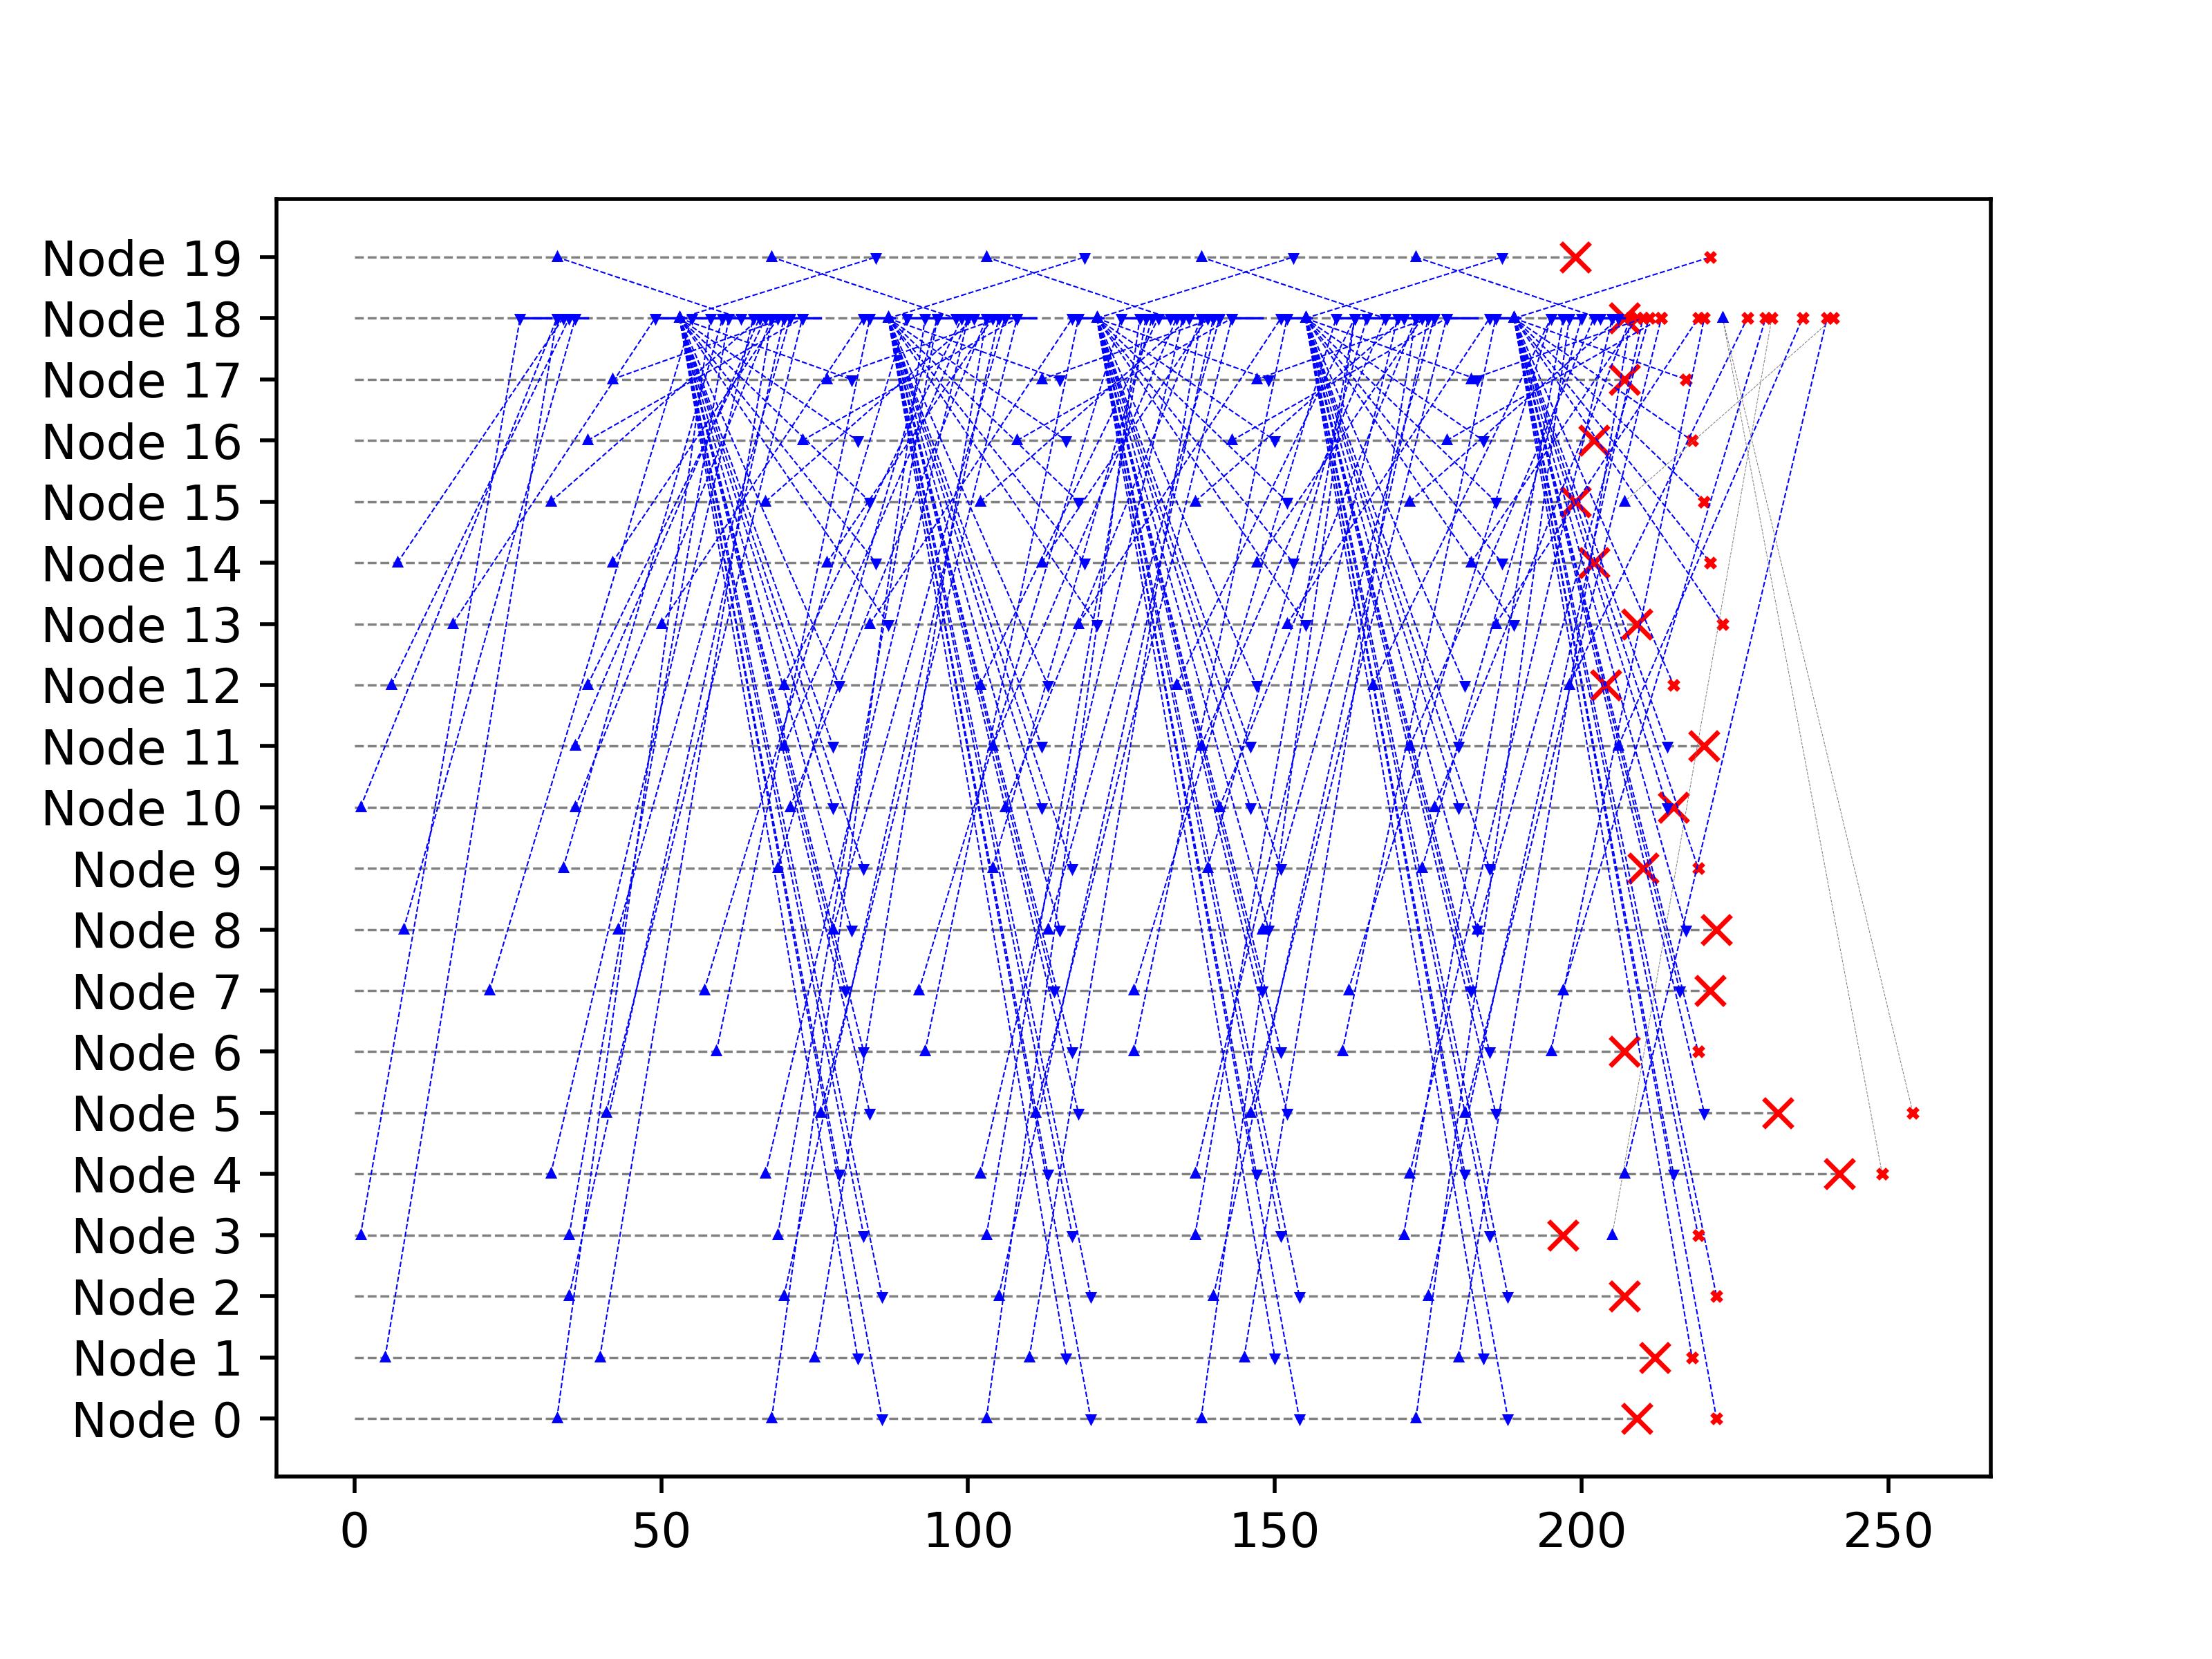 Node 19
Node 18
Node 17
Node 16
Node 15
Node 14
Node 13
Node 12
Node 11
Node 10
Node 9
Node 8
Node 7
Node 6
Node 5
Node 4
Node 3
Node 2
Node 1
Node 0
0 50 100 150 200 250